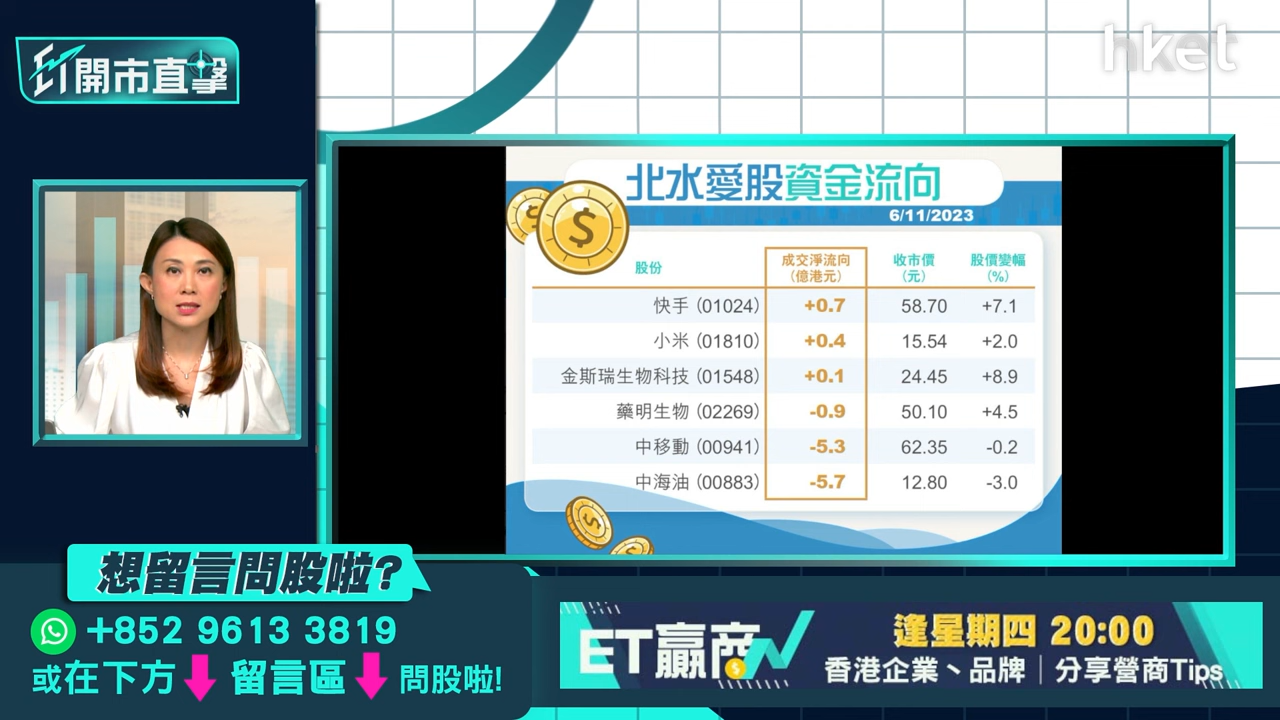 ET開市直擊
hket
北水愛股資金流向
6/11/2023
股份 成交淨流向（億港元） 收市價（元） 股價變幅（%）
快手 (01024) +0.7 58.70 +7.1
小米 (01810) +0.4 15.54 +2.0
金斯瑞生物科技 (01548) +0.1 24.45 +8.9
藥明生物 (02269) -0.9 50.10 +4.5
中移動 (00941) -5.3 62.35 -0.2
中海油 (00883) -5.7 12.80 -3.0
想留言問股啦?
+852 9613 3819
或在下方 留言區 問股啦!
ET贏商
逢星期四 20:00
香港企業、品牌｜分享營商Tips